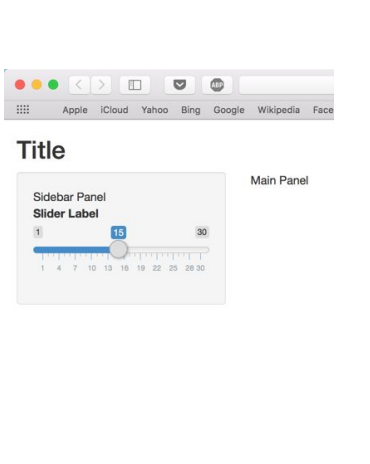 ABP
Apple iCloud Yahoo Bing Google Wikipedia Face
Title
Sidebar Panel
Main Panel
Slider Label
1 15 30
1 4 7 10 13 16 19 22 25 28 30